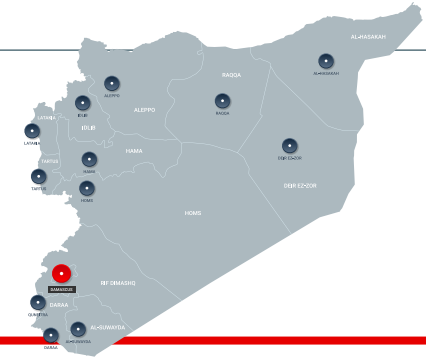 AL-HASAKAH
AL-HASAKAH
RAQQA
RAQQA
ALEPPO
ALEPPO
IDLIB
IDLIB
LATAKIA
LATAKIA
HAMA
HAMA
DEIR EZ-ZOR
DEIR EZ-ZOR
TARTUS
TARTUS
HOMS
HOMS
RIF DIMASHQ
DAMASCUS
DARAA
QUNEITRA
AL-SUWAYDA
AL-SUWAYDA
DARAA